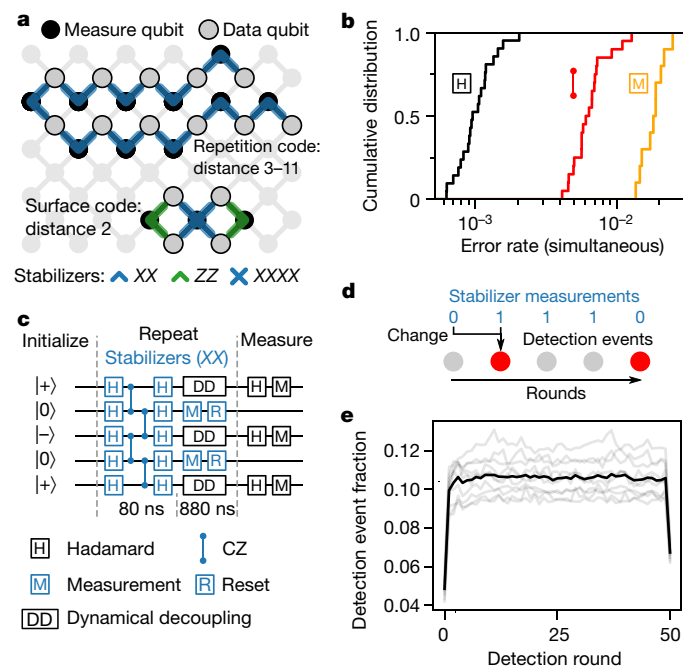 a
Measure qubit
Data qubit
Repetition code:
distance 3–11
Surface code:
distance 2
Stabilizers: XX ZZ XXXX
b
Cumulative distribution
1.0
0.5
0
H
M
10⁻³
10⁻²
Error rate (simultaneous)
c
Initialize
Repeat
Measure
Stabilizers (XX)
|+⟩ H H DD H M
|0⟩ H H M R
|−⟩ H H DD H M
|0⟩ H H M R
|+⟩ H H DD H M
80 ns
880 ns
H Hadamard
CZ
M Measurement
R Reset
DD Dynamical decoupling
d
Stabilizer measurements
0 1 1 1 0
Change
Detection events
Rounds
e
Detection event fraction
0.12
0.10
0.08
0.06
0.04
0
25
50
Detection round